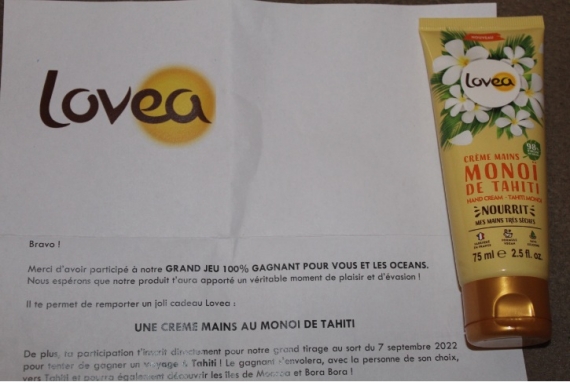 Lovea
Bravo !
Merci d'avoir participé à notre GRAND JEU 100% GAGNANT POUR VOUS ET LES OCEANS.
Nous espérons que notre produit t'aura apporté un véritable moment de plaisir et d'évasion !
Il te permet de remporter un joli cadeau Lovea :
UNE CREME MAINS AU MONOI DE TAHITI
De plus, ta participation t'inscrit directement pour notre grand tirage au sort du 7 septembre 2022
pour tenter de gagner un voyage à Tahiti ! Le gagnant s'envolera, avec la personne de son choix,
vers Tahiti et pourra également découvrir les îles de Moorea et Bora Bora !
Lovea
CRÈME MAINS
MONOÏ
DE TAHITI
HAND CREAM - TAHITI MONOI
NOURRIT
MES MAINS TRÈS SÈCHES
75 ml e 2.5 fl. oz.